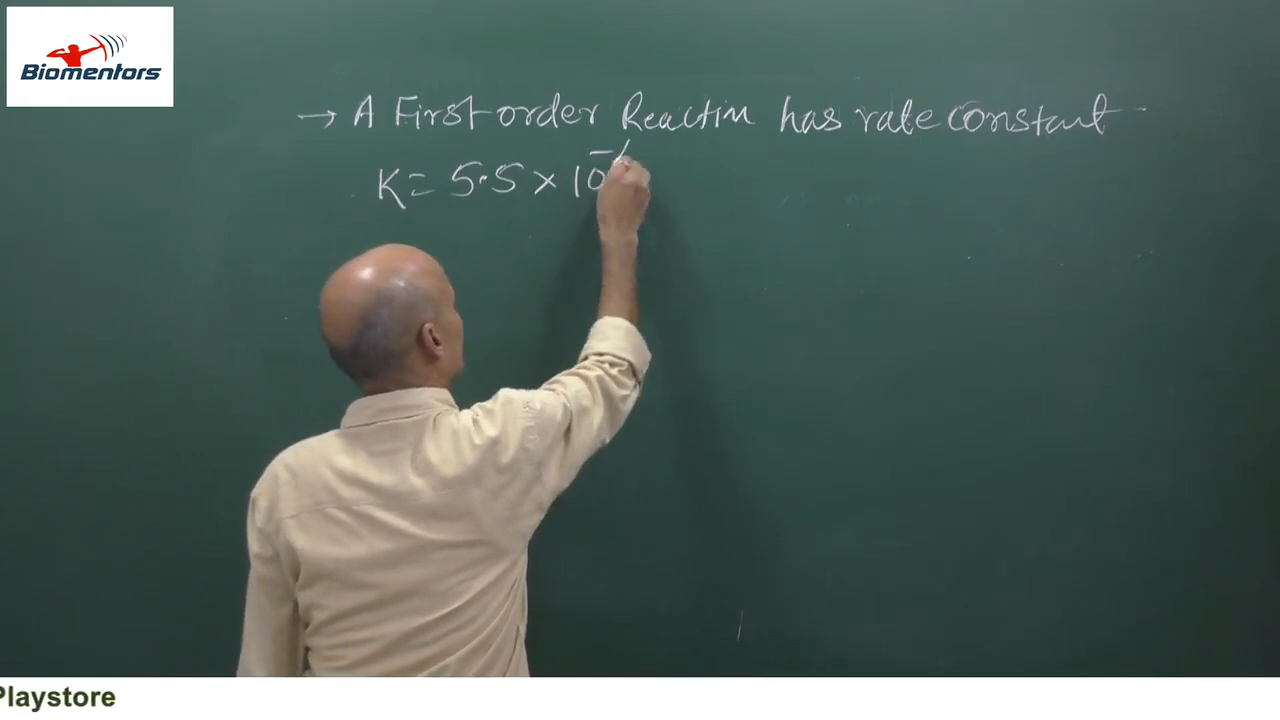 Biomentors
→ A First order Reaction has rate constant
K = 5.5 × 10
Playstore